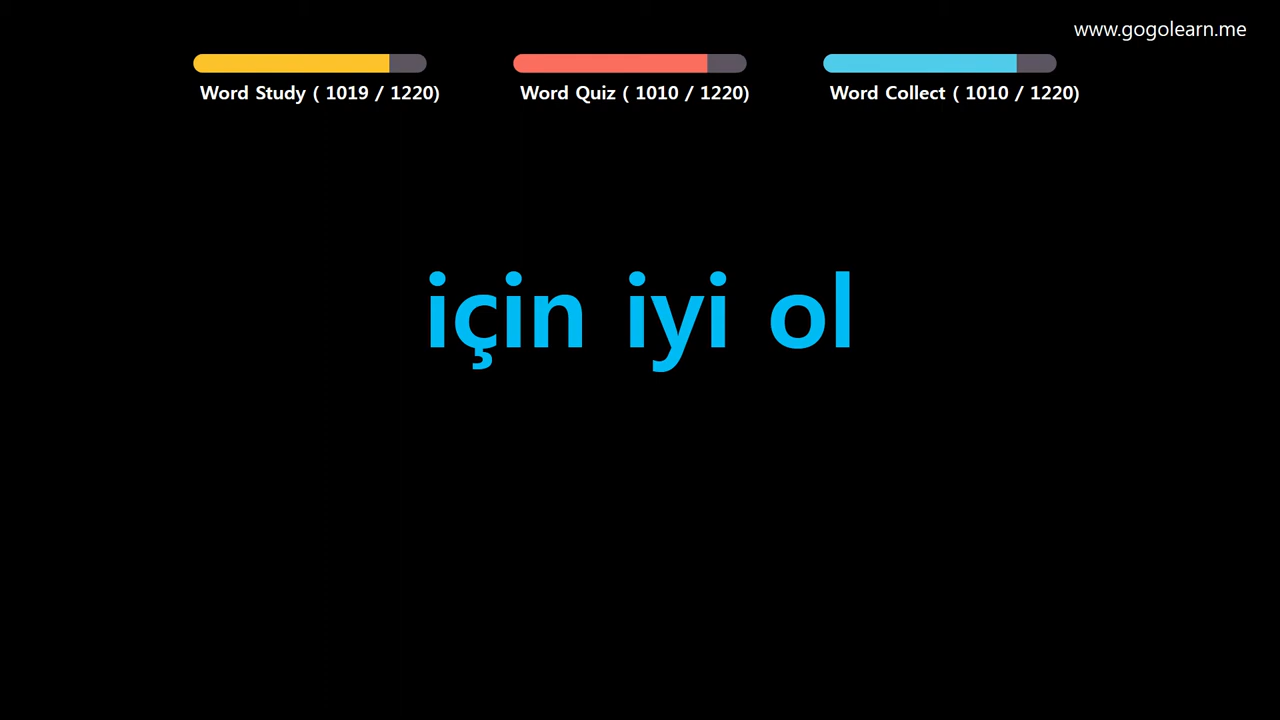 www.gogolearn.me
Word Study ( 1019 / 1220)
Word Quiz ( 1010 / 1220)
Word Collect ( 1010 / 1220)
için iyi ol